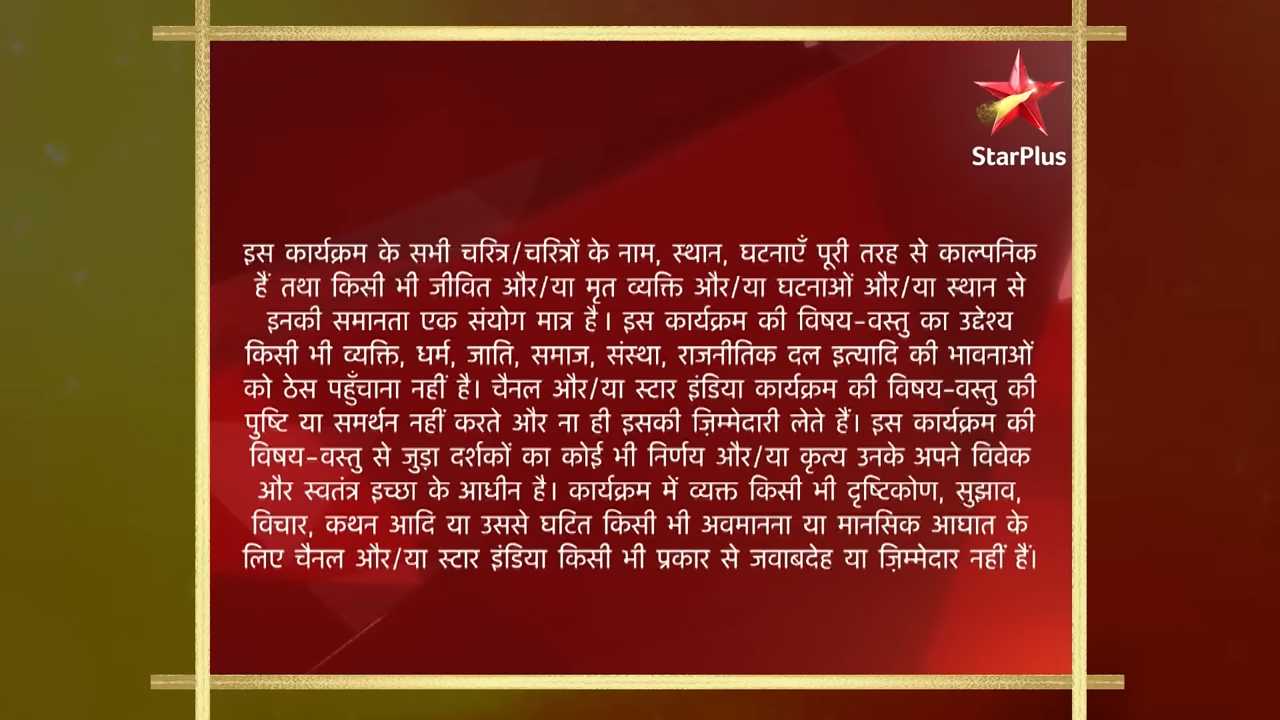 StarPlus
इस कार्यक्रम के सभी चरित्र/चरित्रों के नाम, स्थान, घटनाएँ पूरी तरह से काल्पनिक
हैं तथा किसी भी जीवित और/या मृत व्यक्ति और/या घटनाओं और/या स्थान से
इनकी समानता एक संयोग मात्र है। इस कार्यक्रम की विषय-वस्तु का उद्देश्य
किसी भी व्यक्ति, धर्म, जाति, समाज, संस्था, राजनीतिक दल इत्यादि की भावनाओं
को ठेस पहुँचाना नहीं है। चैनल और/या स्टार इंडिया कार्यक्रम की विषय-वस्तु की
पुष्टि या समर्थन नहीं करते और ना ही इसकी ज़िम्मेदारी लेते हैं। इस कार्यक्रम की
विषय-वस्तु से जुड़ा दर्शकों का कोई भी निर्णय और/या कृत्य उनके अपने विवेक
और स्वतंत्र इच्छा के आधीन है। कार्यक्रम में व्यक्त किसी भी दृष्टिकोण, सुझाव,
विचार, कथन आदि या उससे घटित किसी भी अवमानना या मानसिक आघात के
लिए चैनल और/या स्टार इंडिया किसी भी प्रकार से जवाबदेह या ज़िम्मेदार नहीं हैं।